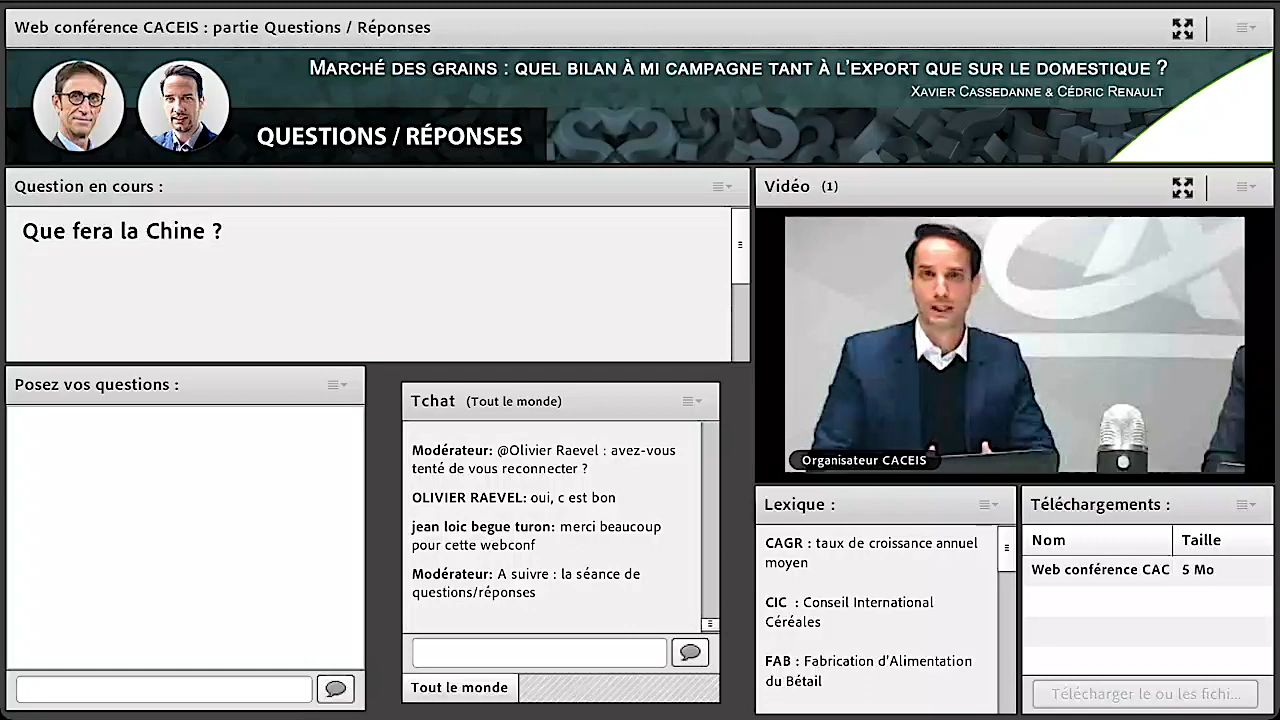 Web conférence CACEIS : partie Questions / Réponses
MARCHÉ DES GRAINS : QUEL BILAN À MI CAMPAGNE TANT À L'EXPORT QUE SUR LE DOMESTIQUE ?
XAVIER CASSEDANNE & CÉDRIC RENAULT
QUESTIONS / RÉPONSES
Question en cours :
Que fera la Chine ?
Vidéo (1)
Organisateur CACEIS
Posez vos questions :
Tchat (Tout le monde)
Modérateur: @Olivier Raevel : avez-vous
tenté de vous reconnecter ?
OLIVIER RAEVEL: oui, c est bon
jean loic begue turon: merci beaucoup
pour cette webconf
Modérateur: A suivre : la séance de
questions/réponses
Tout le monde
Lexique :
CAGR : taux de croissance annuel
moyen
CIC : Conseil International
Céréales
FAB : Fabrication d'Alimentation
du Bétail
Téléchargements :
Nom Taille
Web conférence CAC 5 Mo
Télécharger le ou les fichi...